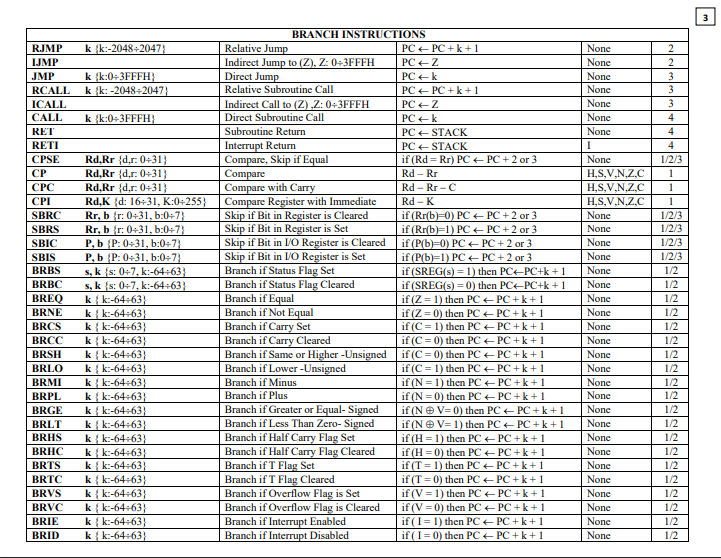 3
BRANCH INSTRUCTIONS
RJMP k {k:-2048÷2047} Relative Jump PC ← PC + k + 1 None 2
IJMP Indirect Jump to (Z), Z: 0÷3FFFH PC ← Z None 2
JMP k {k:0÷3FFFH} Direct Jump PC ← k None 3
RCALL k {k: -2048÷2047} Relative Subroutine Call PC ← PC + k + 1 None 3
ICALL Indirect Call to (Z) ,Z: 0÷3FFFH PC ← Z None 3
CALL k {k:0÷3FFFH} Direct Subroutine Call PC ← k None 4
RET Subroutine Return PC ← STACK None 4
RETI Interrupt Return PC ← STACK I 4
CPSE Rd,Rr {d,r: 0÷31} Compare, Skip if Equal if (Rd = Rr) PC ← PC + 2 or 3 None 1/2/3
CP Rd,Rr {d,r: 0÷31} Compare Rd – Rr H,S,V,N,Z,C 1
CPC Rd,Rr {d,r: 0÷31} Compare with Carry Rd – Rr – C H,S,V,N,Z,C 1
CPI Rd,K {d: 16÷31, K:0÷255} Compare Register with Immediate Rd – K H,S,V,N,Z,C 1
SBRC Rr, b {r: 0÷31, b:0÷7} Skip if Bit in Register is Cleared if (Rr(b)=0) PC ← PC + 2 or 3 None 1/2/3
SBRS Rr, b {r: 0÷31, b:0÷7} Skip if Bit in Register is Set if (Rr(b)=1) PC ← PC + 2 or 3 None 1/2/3
SBIC P, b {P: 0÷31, b:0÷7} Skip if Bit in I/O Register is Cleared if (P(b)=0) PC ← PC + 2 or 3 None 1/2/3
SBIS P, b {P: 0÷31, b:0÷7} Skip if Bit in I/O Register is Set if (P(b)=1) PC ← PC + 2 or 3 None 1/2/3
BRBS s, k {s: 0÷7, k:-64÷63} Branch if Status Flag Set if (SREG(s) = 1) then PC←PC+k + 1 None 1/2
BRBC s, k {s: 0÷7, k:-64÷63} Branch if Status Flag Cleared if (SREG(s) = 0) then PC←PC+k + 1 None 1/2
BREQ k { k:-64÷63} Branch if Equal if (Z = 1) then PC ← PC + k + 1 None 1/2
BRNE k { k:-64÷63} Branch if Not Equal if (Z = 0) then PC ← PC + k + 1 None 1/2
BRCS k { k:-64÷63} Branch if Carry Set if (C = 1) then PC ← PC + k + 1 None 1/2
BRCC k { k:-64÷63} Branch if Carry Cleared if (C = 0) then PC ← PC + k + 1 None 1/2
BRSH k { k:-64÷63} Branch if Same or Higher -Unsigned if (C = 0) then PC ← PC + k + 1 None 1/2
BRLO k { k:-64÷63} Branch if Lower -Unsigned if (C = 1) then PC ← PC + k + 1 None 1/2
BRMI k { k:-64÷63} Branch if Minus if (N = 1) then PC ← PC + k + 1 None 1/2
BRPL k { k:-64÷63} Branch if Plus if (N = 0) then PC ← PC + k + 1 None 1/2
BRGE k { k:-64÷63} Branch if Greater or Equal- Signed if (N ⊕ V= 0) then PC ← PC + k + 1 None 1/2
BRLT k { k:-64÷63} Branch if Less Than Zero- Signed if (N ⊕ V= 1) then PC ← PC + k + 1 None 1/2
BRHS k { k:-64÷63} Branch if Half Carry Flag Set if (H = 1) then PC ← PC + k + 1 None 1/2
BRHC k { k:-64÷63} Branch if Half Carry Flag Cleared if (H = 0) then PC ← PC + k + 1 None 1/2
BRTS k { k:-64÷63} Branch if T Flag Set if (T = 1) then PC ← PC + k + 1 None 1/2
BRTC k { k:-64÷63} Branch if T Flag Cleared if (T = 0) then PC ← PC + k + 1 None 1/2
BRVS k { k:-64÷63} Branch if Overflow Flag is Set if (V = 1) then PC ← PC + k + 1 None 1/2
BRVC k { k:-64÷63} Branch if Overflow Flag is Cleared if (V = 0) then PC ← PC + k + 1 None 1/2
BRIE k { k:-64÷63} Branch if Interrupt Enabled if ( I = 1) then PC ← PC + k + 1 None 1/2
BRID k { k:-64÷63} Branch if Interrupt Disabled if ( I = 0) then PC ← PC + k + 1 None 1/2